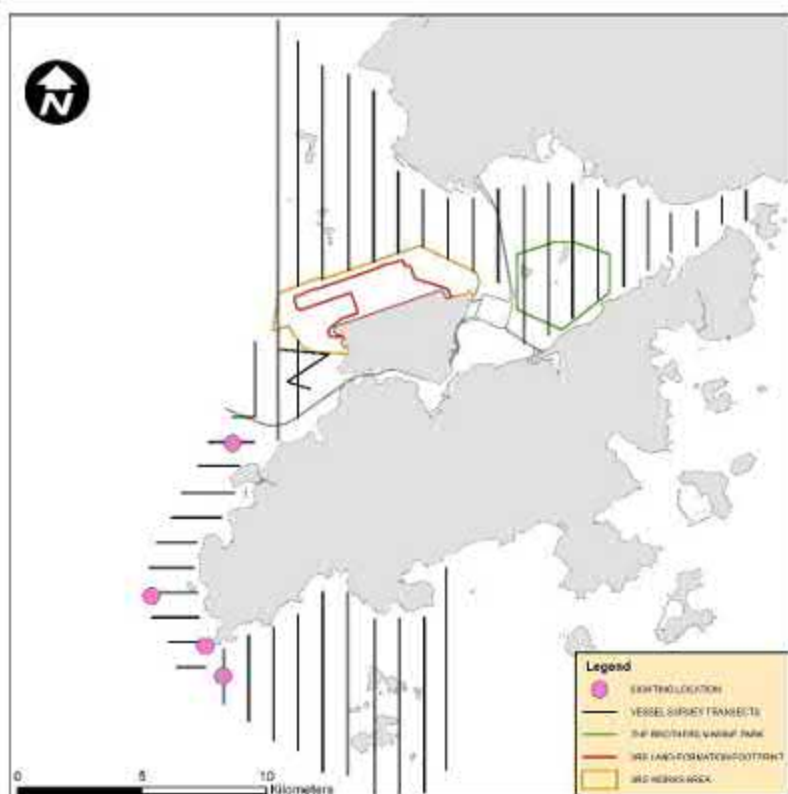 N
Legend
SIGHTING LOCATION
VESSEL SURVEY TRANSECTS
THE BROTHERS MARINE PARK
3RS LAND-FORMATION FOOTPRINT
3RS WORKS AREA
0 5 10
Kilometers